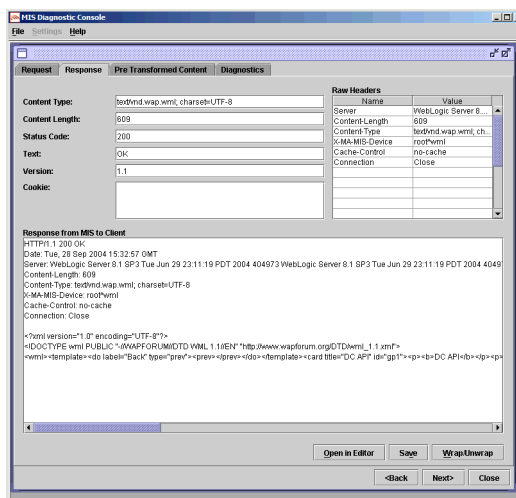 MIS Diagnostic Console
File Settings Help
Request Response Pre Transformed Content Diagnostics
Raw Headers
Name Value
Content Type: text/vnd.wap.wml; charset=UTF-8
Server WebLogic Server 8....
Content Length: 609
Content-Length 609
Content-Type text/vnd.wap.wml; ch...
Status Code: 200
X-MA-MIS-Device root*wml
Text: OK
Cache-Control no-cache
Version: 1.1
Connection Close
Cookie:
Response from MIS to Client
HTTP/1.1 200 OK
Date: Tue, 28 Sep 2004 15:32:57 GMT
Server: WebLogic Server 8.1 SP3 Tue Jun 29 23:11:19 PDT 2004 404973 WebLogic Server 8.1 SP3 Tue Jun 29 23:11:19 PDT 2004 4049
Content-Length: 609
Content-Type: text/vnd.wap.wml; charset=UTF-8
X-MA-MIS-Device: root*wml
Cache-Control: no-cache
Connection: Close
<?xml version="1.0" encoding="UTF-8"?>
<!DOCTYPE wml PUBLIC "-//WAPFORUM//DTD WML 1.1//EN" "http://www.wapforum.org/DTD/wml_1.1.xml">
<wml><template><do label="Back" type="prev"><prev></prev></do></template><card title="DC API" id="gp1"><p><b>DC API</b></p><p>
Open in Editor Save Wrap/Unwrap
<Back Next> Close